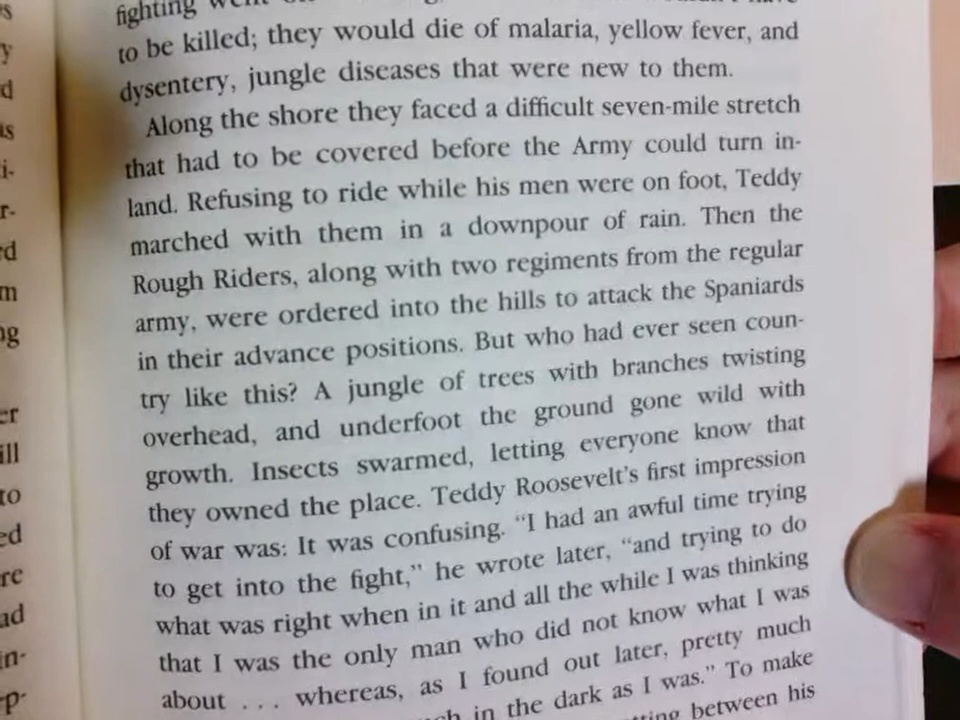 fighting went
to be killed; they would die of malaria, yellow fever, and
dysentery, jungle diseases that were new to them.
Along the shore they faced a difficult seven-mile stretch
that had to be covered before the Army could turn in-
land. Refusing to ride while his men were on foot, Teddy
marched with them in a downpour of rain. Then the
Rough Riders, along with two regiments from the regular
army, were ordered into the hills to attack the Spaniards
in their advance positions. But who had ever seen coun-
try like this? A jungle of trees with branches twisting
overhead, and underfoot the ground gone wild with
growth. Insects swarmed, letting everyone know that
they owned the place. Teddy Roosevelt's first impression
of war was: It was confusing. "I had an awful time trying
to get into the fight," he wrote later, "and trying to do
what was right when in it and all the while I was thinking
that I was the only man who did not know what I was
about . . . whereas, as I found out later, pretty much
in the dark as I was." To make
between his